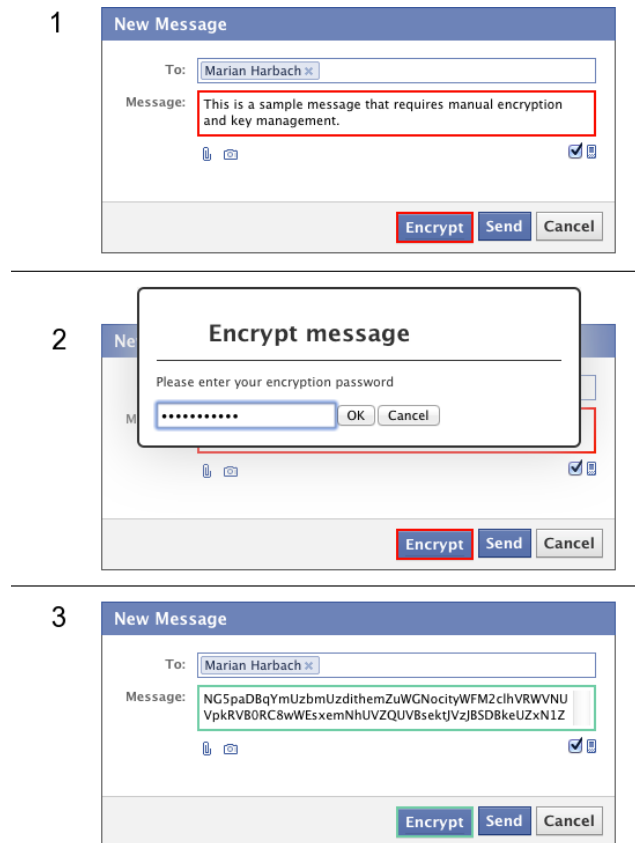 1
New Message
To: Marian Harbach ×
Message: This is a sample message that requires manual encryption
and key management.
Encrypt Send Cancel
2
Ne
Encrypt message
Please enter your encryption password
••••••••••• OK Cancel
M
Encrypt Send Cancel
3
New Message
To: Marian Harbach ×
Message: NG5paDBqYmUzbmUzdithemZuWGNocityWFM2clhVRWVNU
VpkRVB0RC8wWEsxemNhUVZQUVBsektJVzJBSDBkeUZxN1Z
Encrypt Send Cancel